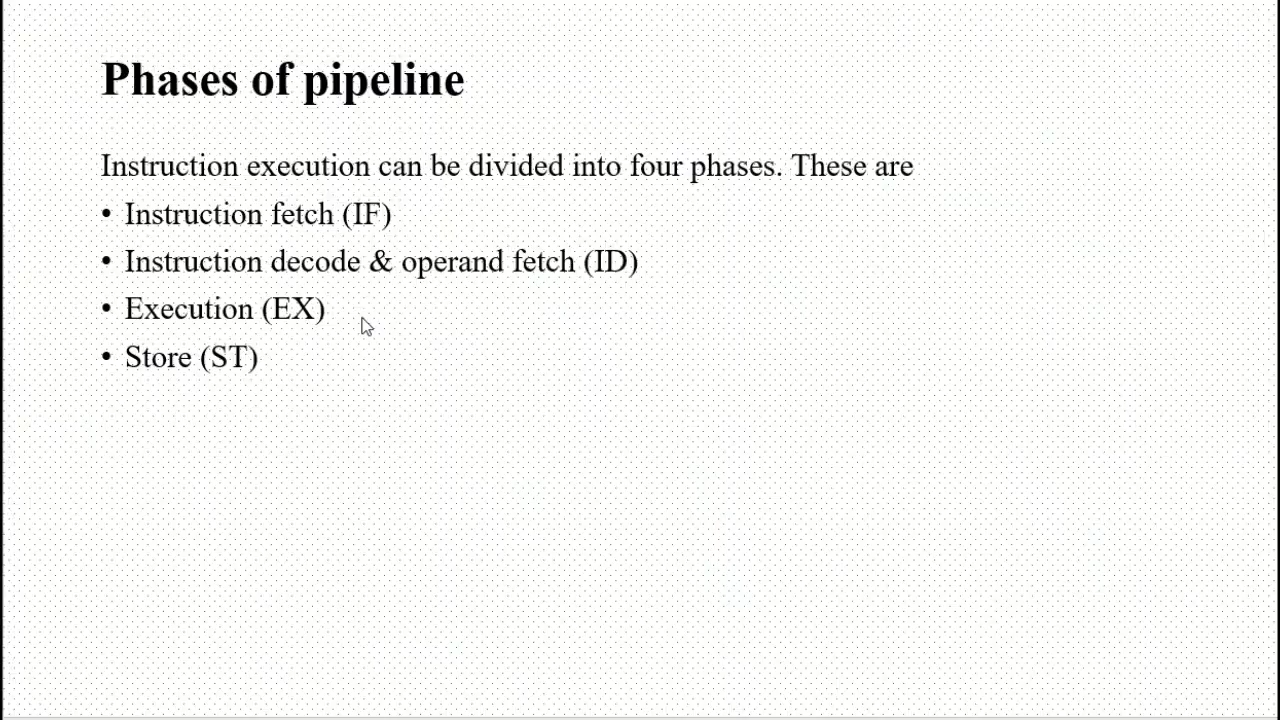 Phases of pipeline
Instruction execution can be divided into four phases. These are
• Instruction fetch (IF)
• Instruction decode & operand fetch (ID)
• Execution (EX)
• Store (ST)